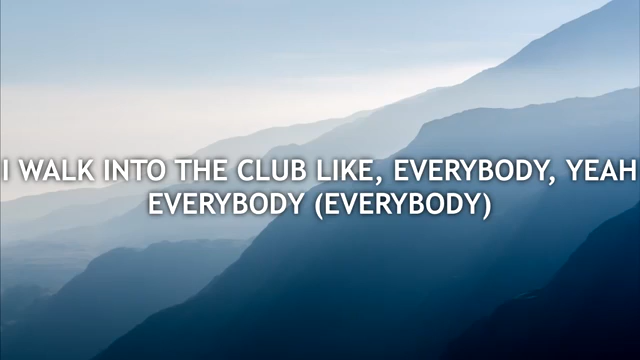 I WALK INTO THE CLUB LIKE, EVERYBODY, YEAH
EVERYBODY (EVERYBODY)